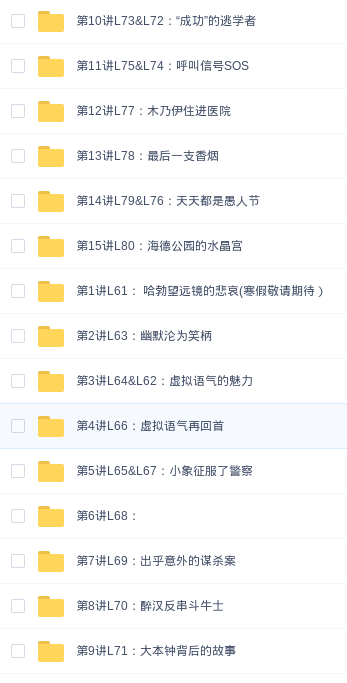 第10讲L73&L72：“成功”的逃学者
第11讲L75&L74：呼叫信号SOS
第12讲L77：木乃伊住进医院
第13讲L78：最后一支香烟
第14讲L79&L76：天天都是愚人节
第15讲L80：海德公园的水晶宫
第1讲L61： 哈勃望远镜的悲哀(寒假敬请期待 )
第2讲L63：幽默沦为笑柄
第3讲L64&L62：虚拟语气的魅力
第4讲L66：虚拟语气再回首
第5讲L65&L67：小象征服了警察
第6讲L68：
第7讲L69：出乎意外的谋杀案
第8讲L70：醉汉反串斗牛士
第9讲L71：大本钟背后的故事